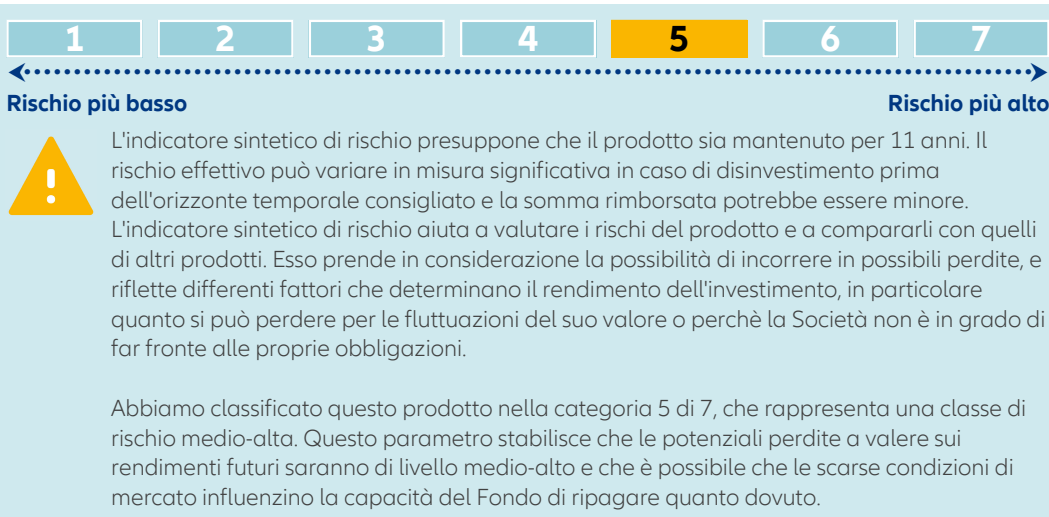 1 2 3 4 5 6 7
Rischio più basso Rischio più alto
L'indicatore sintetico di rischio presuppone che il prodotto sia mantenuto per 11 anni. Il
rischio effettivo può variare in misura significativa in caso di disinvestimento prima
dell'orizzonte temporale consigliato e la somma rimborsata potrebbe essere minore.
L'indicatore sintetico di rischio aiuta a valutare i rischi del prodotto e a compararli con quelli
di altri prodotti. Esso prende in considerazione la possibilità di incorrere in possibili perdite, e
riflette differenti fattori che determinano il rendimento dell'investimento, in particolare
quanto si può perdere per le fluttuazioni del suo valore o perchè la Società non è in grado di
far fronte alle proprie obbligazioni.
Abbiamo classificato questo prodotto nella categoria 5 di 7, che rappresenta una classe di
rischio medio-alta. Questo parametro stabilisce che le potenziali perdite a valere sui
rendimenti futuri saranno di livello medio-alto e che è possibile che le scarse condizioni di
mercato influenzino la capacità del Fondo di ripagare quanto dovuto.